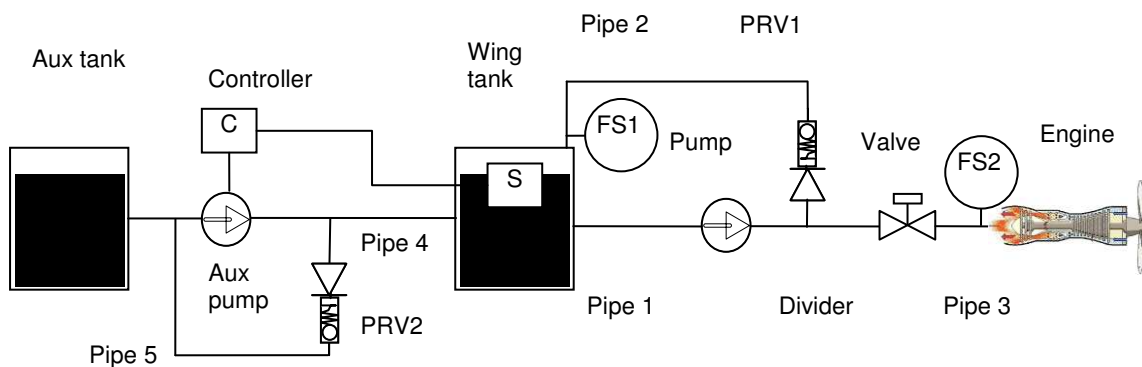 Pipe 2
PRV1
Aux tank
Wing
tank
Controller
C
FS1
Pump
Valve
FS2
Engine
S
Pipe 4
Aux
pump
PRV2
Pipe 5
Pipe 1
Divider
Pipe 3